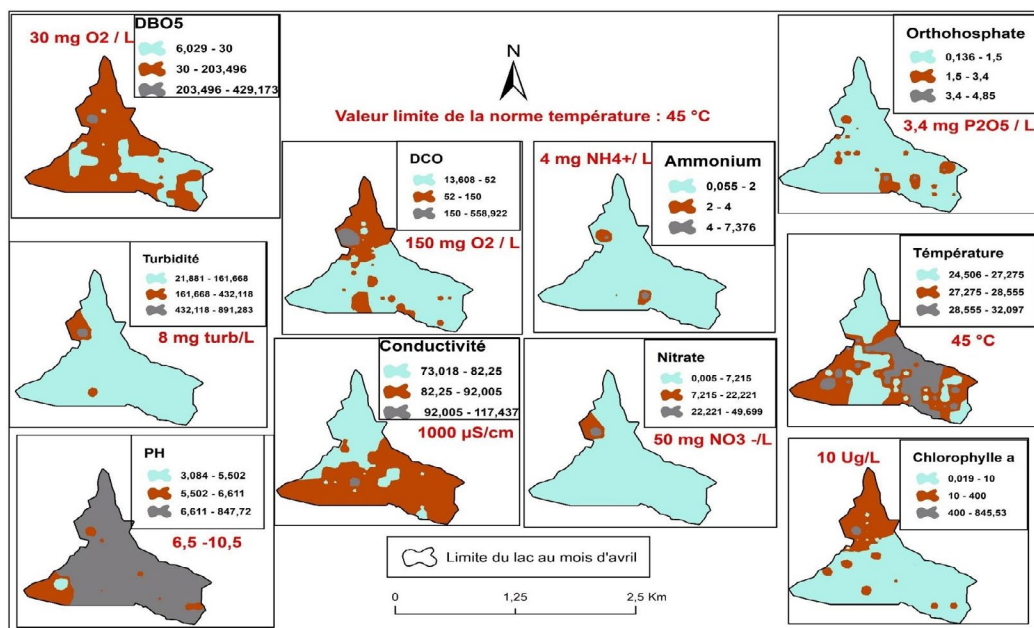 DBO5
30 mg O2 / L
6,029 - 30
30 - 203,496
203,496 - 429,173
N
Valeur limite de la norme température : 45 °C
Orthohosphate
0,136 - 1,5
1,5 - 3,4
3,4 - 4,85
3,4 mg P2O5 / L
DCO
13,608 - 52
52 - 150
150 - 558,922
150 mg O2 / L
4 mg NH4+/ L
Ammonium
0,055 - 2
2 - 4
4 - 7,376
Turbidité
21,881 - 161,668
161,668 - 432,118
432,118 - 891,283
8 mg turb/L
Témpérature
24,506 - 27,275
27,275 - 28,555
28,555 - 32,097
45 °C
Conductivité
73,018 - 82,25
82,25 - 92,005
92,005 - 117,437
1000 µS/cm
Nitrate
0,005 - 7,215
7,215 - 22,221
22,221 - 49,699
50 mg NO3 -/L
PH
3,084 - 5,502
5,502 - 6,611
6,611 - 847,72
6,5 -10,5
10 Ug/L
Chlorophylle a
0,019 - 10
10 - 400
400 - 845,53
Limite du lac au mois d'avril
0 1,25 2,5 Km